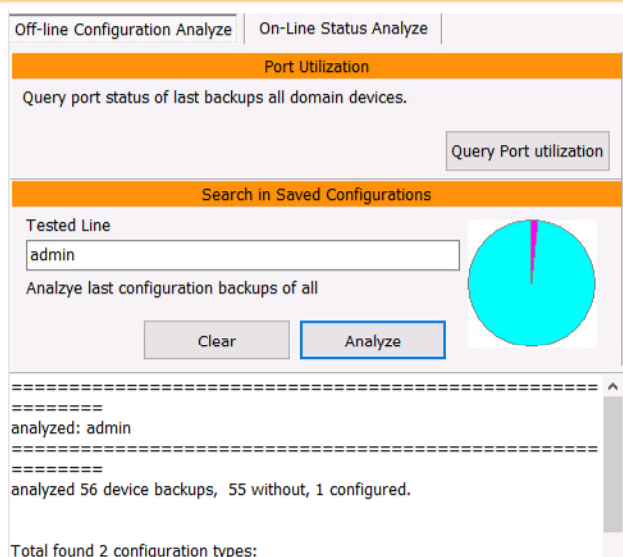 Off-line Configuration Analyze
On-Line Status Analyze
Port Utilization
Query port status of last backups all domain devices.
Query Port utilization
Search in Saved Configurations
Tested Line
admin
Analzye last configuration backups of all
Clear
Analyze
===================================================
========
analyzed: admin
===================================================
========
analyzed 56 device backups,  55 without, 1 configured.
Total found 2 configuration types: